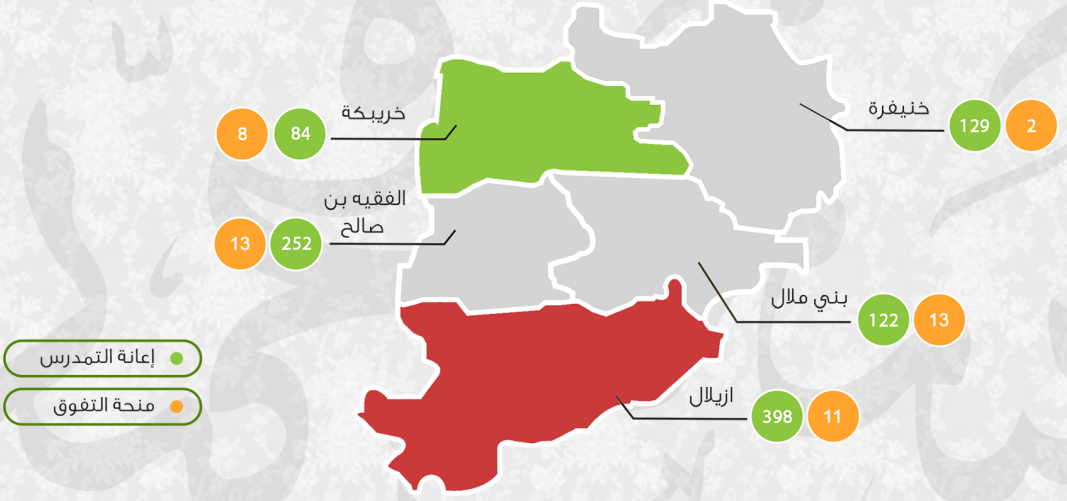 خنيفرة
129
2
خريبكة
84
8
الفقيه بن
صالح
252
13
بني ملال
122
13
ازيلال
398
11
إعانة التمدرس
منحة التفوق